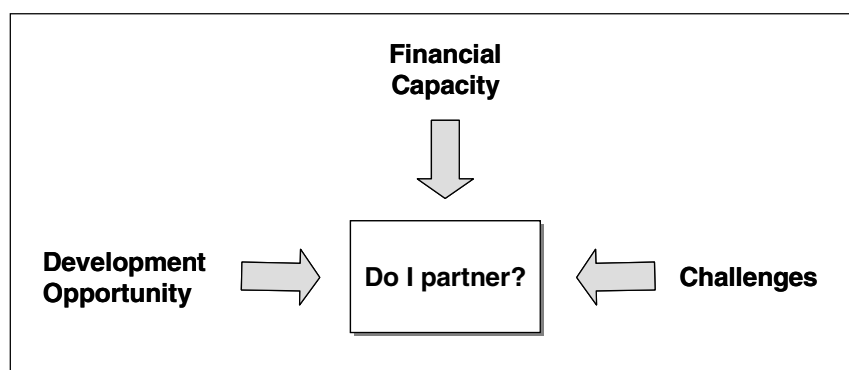 Financial
Capacity
Development
Opportunity
Do I partner?
Challenges